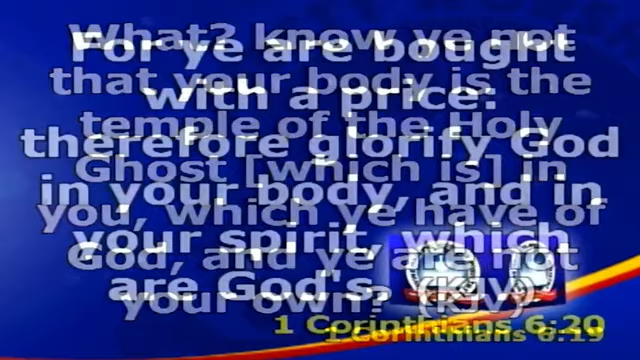 What? know ye not
that your body is the
temple of the Holy
Ghost [which is] in
you, which ye have of
God, and ye are not
your own? (KJV)
1 Corinthians 6:19
For ye are bought
with a price:
therefore glorify God
in your body, and in
your spirit, which
are God's.
1 Corinthians 6:20